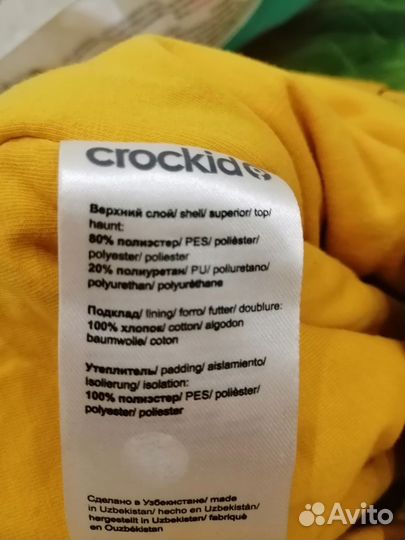 crockid
Верхний слой/ shell/ superior/ top/
haunt:
80% полиэстер/ PES/ poliéster/
polyester/ poliester
20% полиуретан/ PU/ poliuretano/
polyurethan/ polyuréthane
Подклад/ lining/ forro/ futter/ doublure:
100% хлопок/ cotton/ algodon
baumwolle/ coton
Утеплитель/ padding/ aislamiento/
isolierung/ isolation:
100% полиэстер/ PES/ poliéster/
polyester/ poliester
Сделано в Узбекистане/ made
in Uzbekistan/ hecho en Uzbekistán/
hergestellt in Uzbekistan/ fabriqué
en Ouzbékistan
Avito